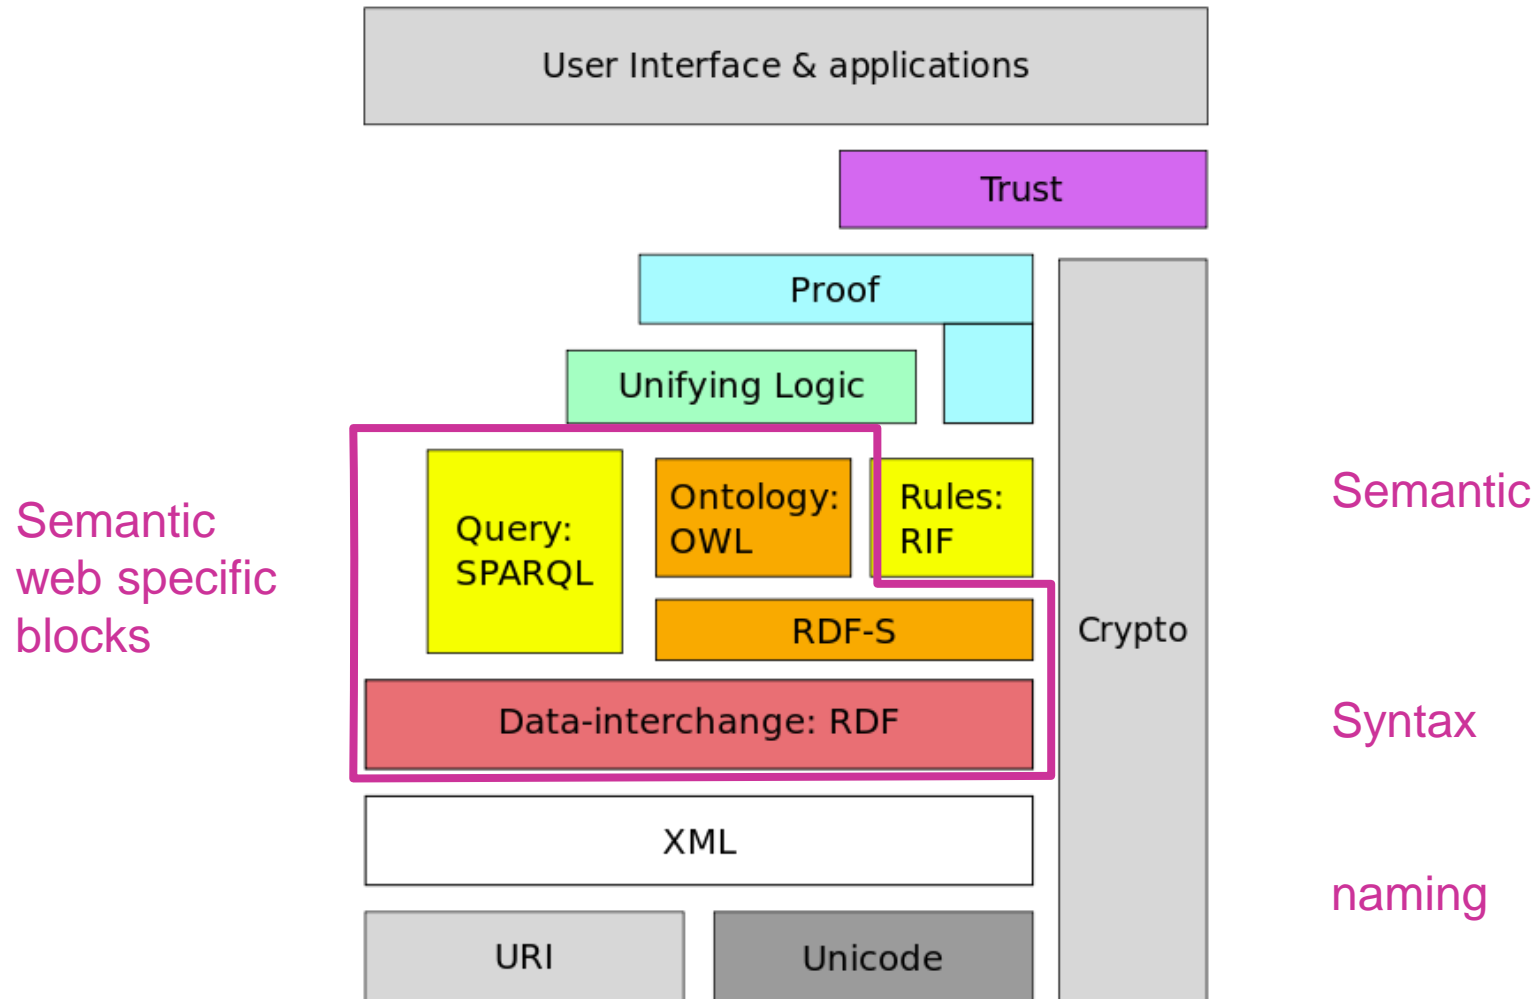 User Interface & applications
Trust
Proof
Unifying Logic
Semantic
web specific
blocks
Query:
SPARQL
Ontology:
OWL
Rules:
RIF
Semantic
RDF-S
Crypto
Data-interchange: RDF
Syntax
XML
naming
URI
Unicode